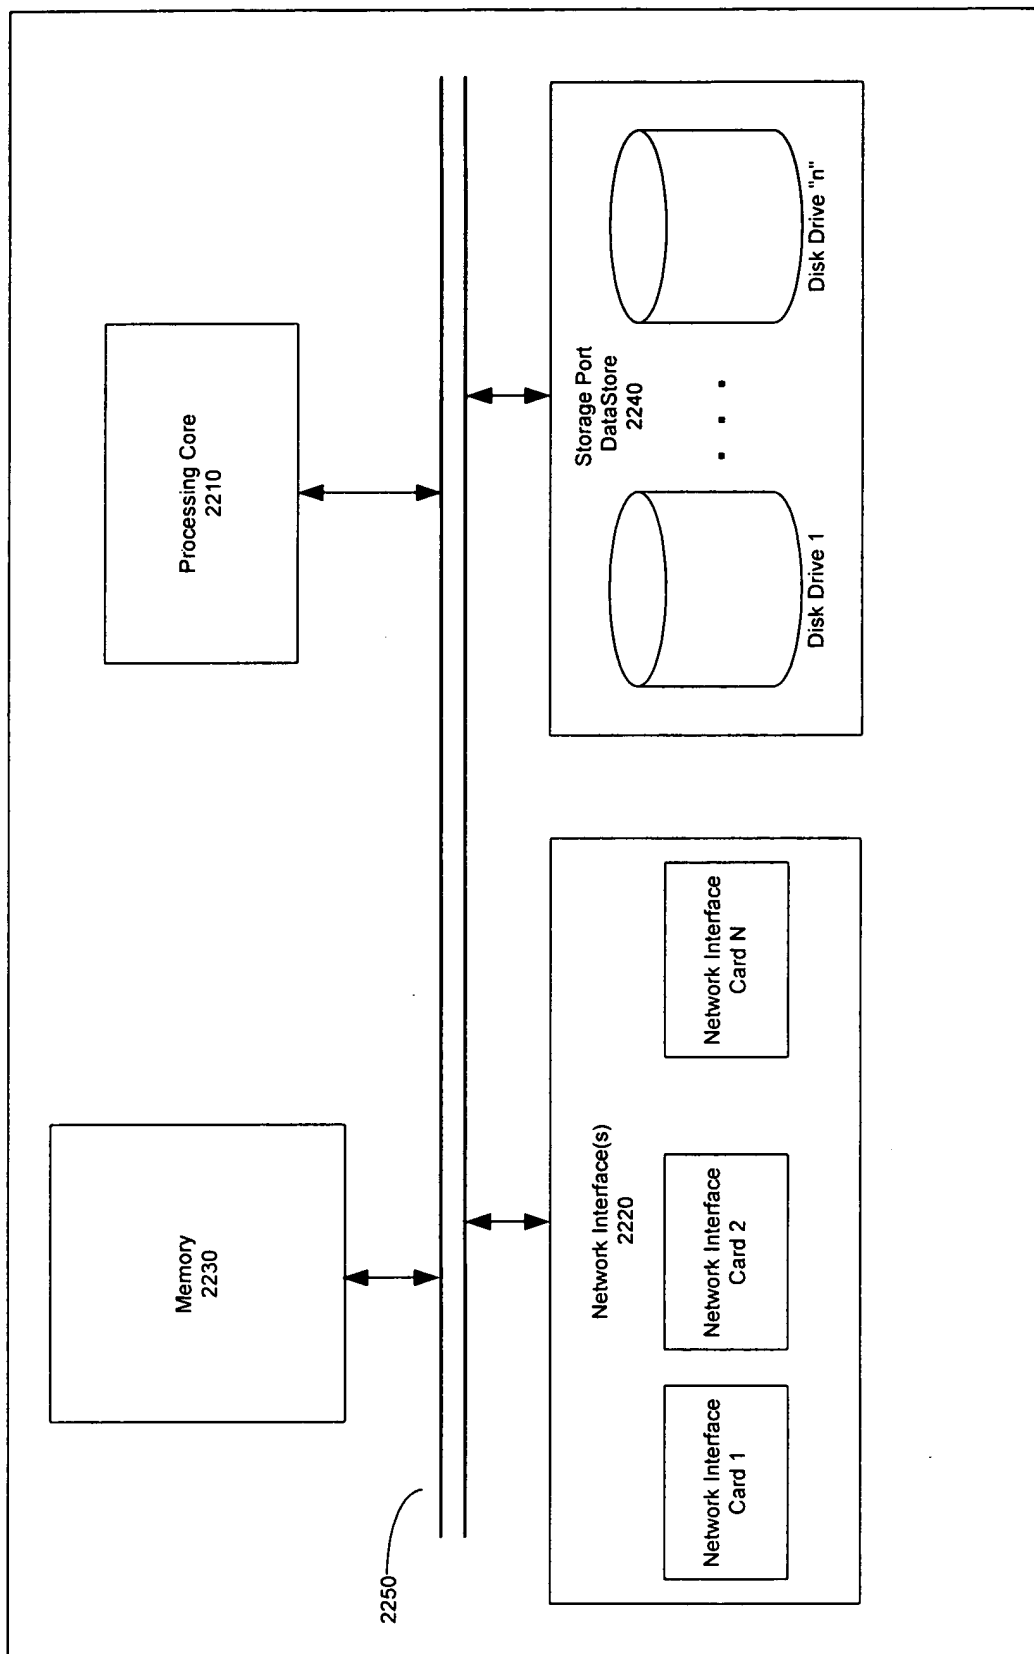 Memory
2230
Processing Core
2210
2250
Network Interface(s)
2220
Network Interface
Card 1
Network Interface
Card 2
Network Interface
Card N
Storage Port
DataStore
2240
Disk Drive 1
Disk Drive "n"